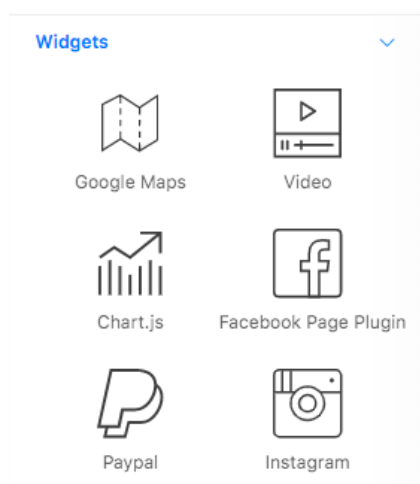 Widgets
Google Maps
Video
Chart.js
Facebook Page Plugin
Paypal
Instagram